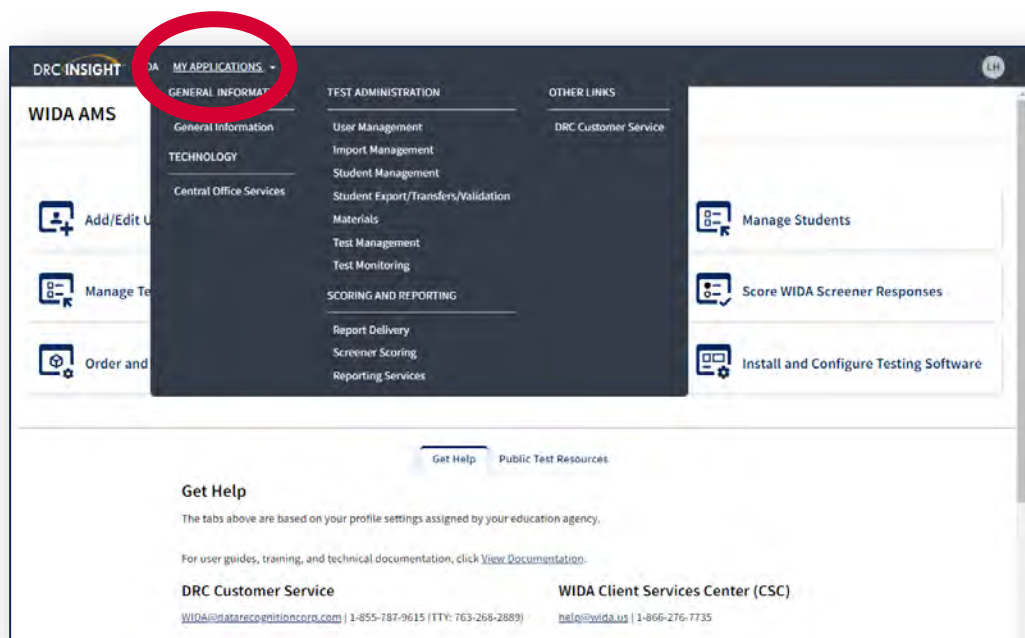 DRC INSIGHT DA MY APPLICATIONS LH
WIDA AMS
GENERAL INFORMAT
General Information
TECHNOLOGY
Central Office Services
TEST ADMINISTRATION
User Management
Import Management
Student Management
Student Export/Transfers/Validation
Materials
Test Management
Test Monitoring
SCORING AND REPORTING
Report Delivery
Screener Scoring
Reporting Services
OTHER LINKS
DRC Customer Service
Add/Edit U
Manage Students
Manage Te
Score WIDA Screener Responses
Order and
Install and Configure Testing Software
Get Help Public Test Resources
Get Help
The tabs above are based on your profile settings assigned by your education agency.
For user guides, training, and technical documentation, click View Documentation.
DRC Customer Service
WIDA@datarecognitioncorp.com | 1-855-787-9615 (TTY: 763-268-2889)
WIDA Client Services Center (CSC)
help@wida.us | 1-866-276-7735